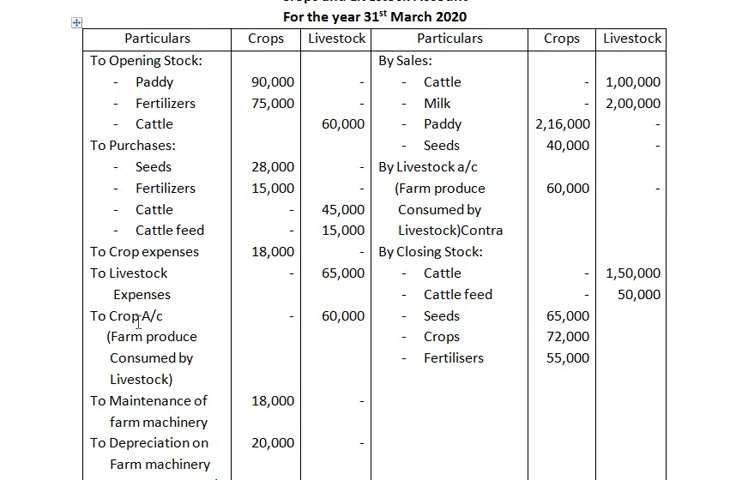 For the year 31st March 2020
Particulars Crops Livestock Particulars Crops Livestock
To Opening Stock: By Sales:
- Paddy 90,000 - - Cattle - 1,00,000
- Fertilizers 75,000 - - Milk - 2,00,000
- Cattle 60,000 - Paddy 2,16,000 -
To Purchases: - Seeds 40,000 -
- Seeds 28,000 - By Livestock a/c
- Fertilizers 15,000 - (Farm produce 60,000 -
- Cattle - 45,000 Consumed by
- Cattle feed - 15,000 Livestock)Contra
To Crop expenses 18,000 - By Closing Stock:
To Livestock - 65,000 - Cattle - 1,50,000
Expenses - Cattle feed - 50,000
To Crop A/c - 60,000 - Seeds 65,000
(Farm produce - Crops 72,000
Consumed by - Fertilisers 55,000
Livestock)
To Maintenance of 18,000 -
farm machinery
To Depreciation on 20,000 -
Farm machinery